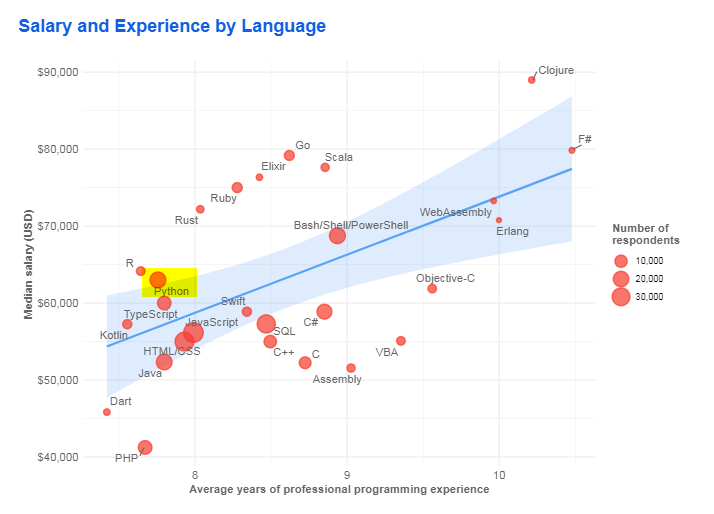 Salary and Experience by Language
$90,000
Clojure
$80,000
F#
Go
Scala
Elixir
Ruby
$70,000
Rust
WebAssembly
Bash/Shell/PowerShell
Erlang
Number of
respondents
10,000
20,000
30,000
Median salary (USD)
R
Python
Objective-C
$60,000
TypeScript
Swift
JavaScript
C#
Kotlin
SQL
HTML/CSS
C++
C
VBA
Java
Assembly
$50,000
Dart
PHP
$40,000
8
9
10
Average years of professional programming experience